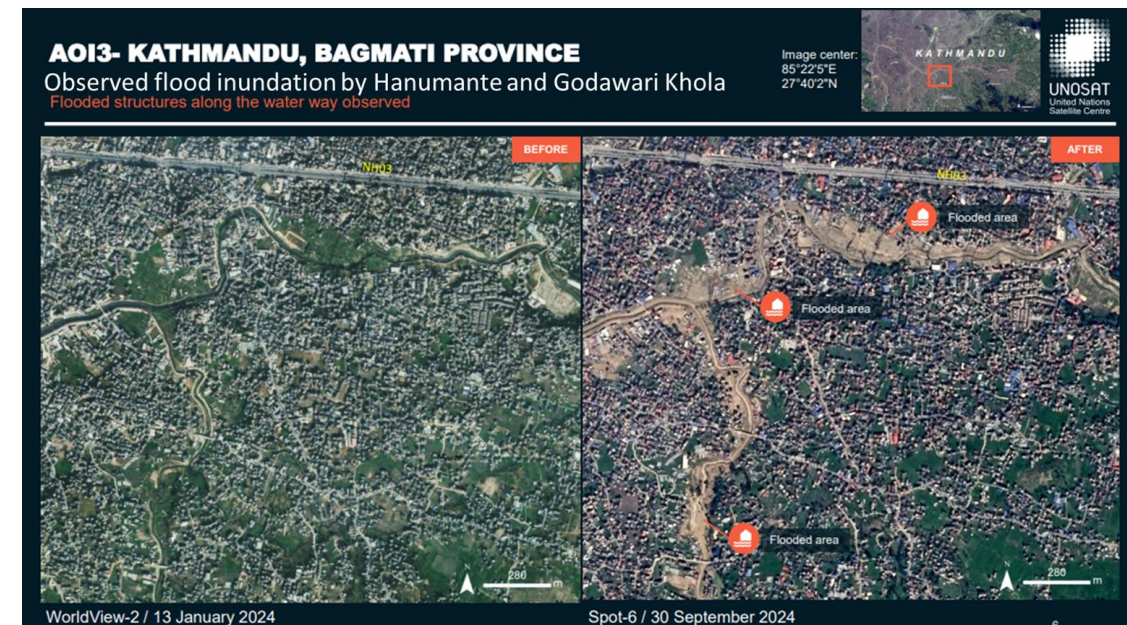 AOI3- KATHMANDU, BAGMATI PROVINCE
Observed flood inundation by Hanumante and Godawari Khola
Flooded structures along the water way observed
Image center:
85°22'5"E
27°40'2"N
KATHMANDU
UNOSAT
United Nations
Satellite Centre
BEFORE
NH03
N
280
m
AFTER
NH03
Flooded area
Flooded area
Flooded area
N
280
m
WorldView-2 / 13 January 2024
Spot-6 / 30 September 2024